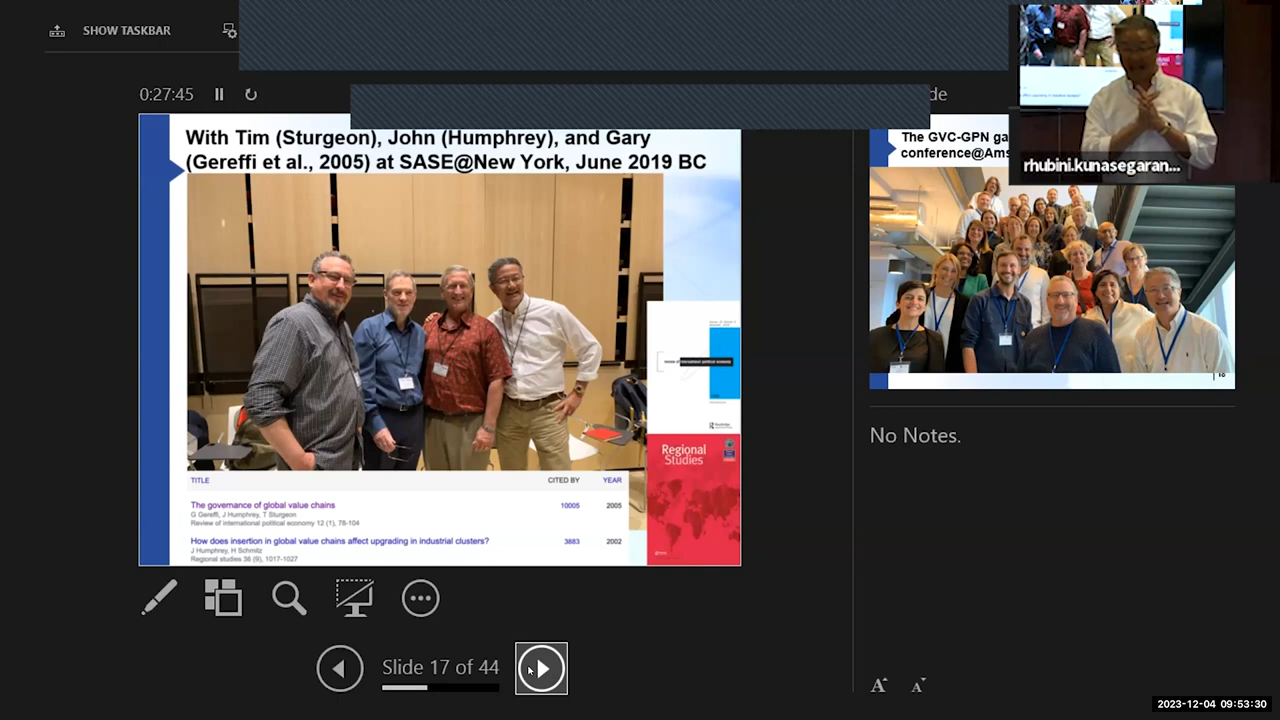 SHOW TASKBAR
0:27:45
de
With Tim (Sturgeon), John (Humphrey), and Gary
(Gereffi et al., 2005) at SASE@New York, June 2019 BC
TITLE CITED BY YEAR
The governance of global value chains 10005 2005
G Gereffi, J Humphrey, T Sturgeon
Review of international political economy 12 (1), 78-104
How does insertion in global value chains affect upgrading in industrial clusters? 3883 2002
J Humphrey, H Schmitz
Regional studies 36 (9), 1017-1027
Regional
Studies
The GVC-GPN ga
conference@Ams
rhubini.kunasegaran...
18
No Notes.
Slide 17 of 44
A A
2023-12-04 09:53:30